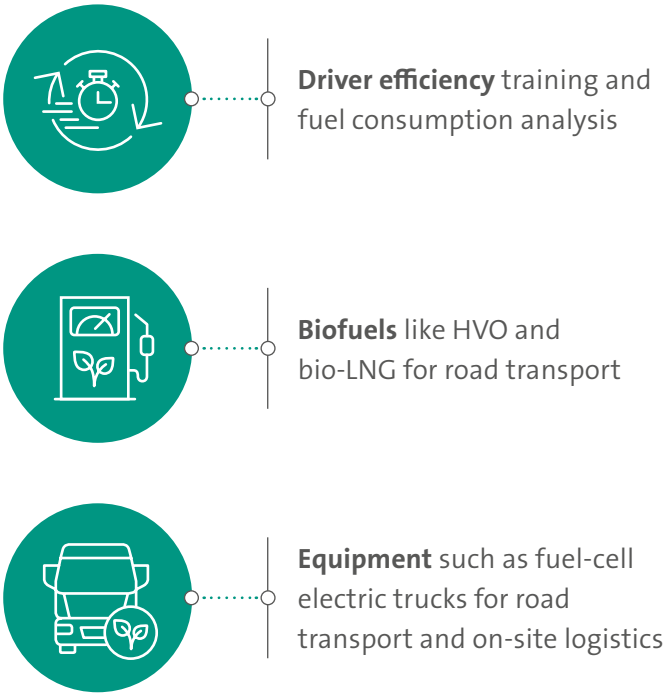 Driver efficiency training and
fuel consumption analysis
Biofuels like HVO and
bio-LNG for road transport
Equipment such as fuel-cell
electric trucks for road
transport and on-site logistics